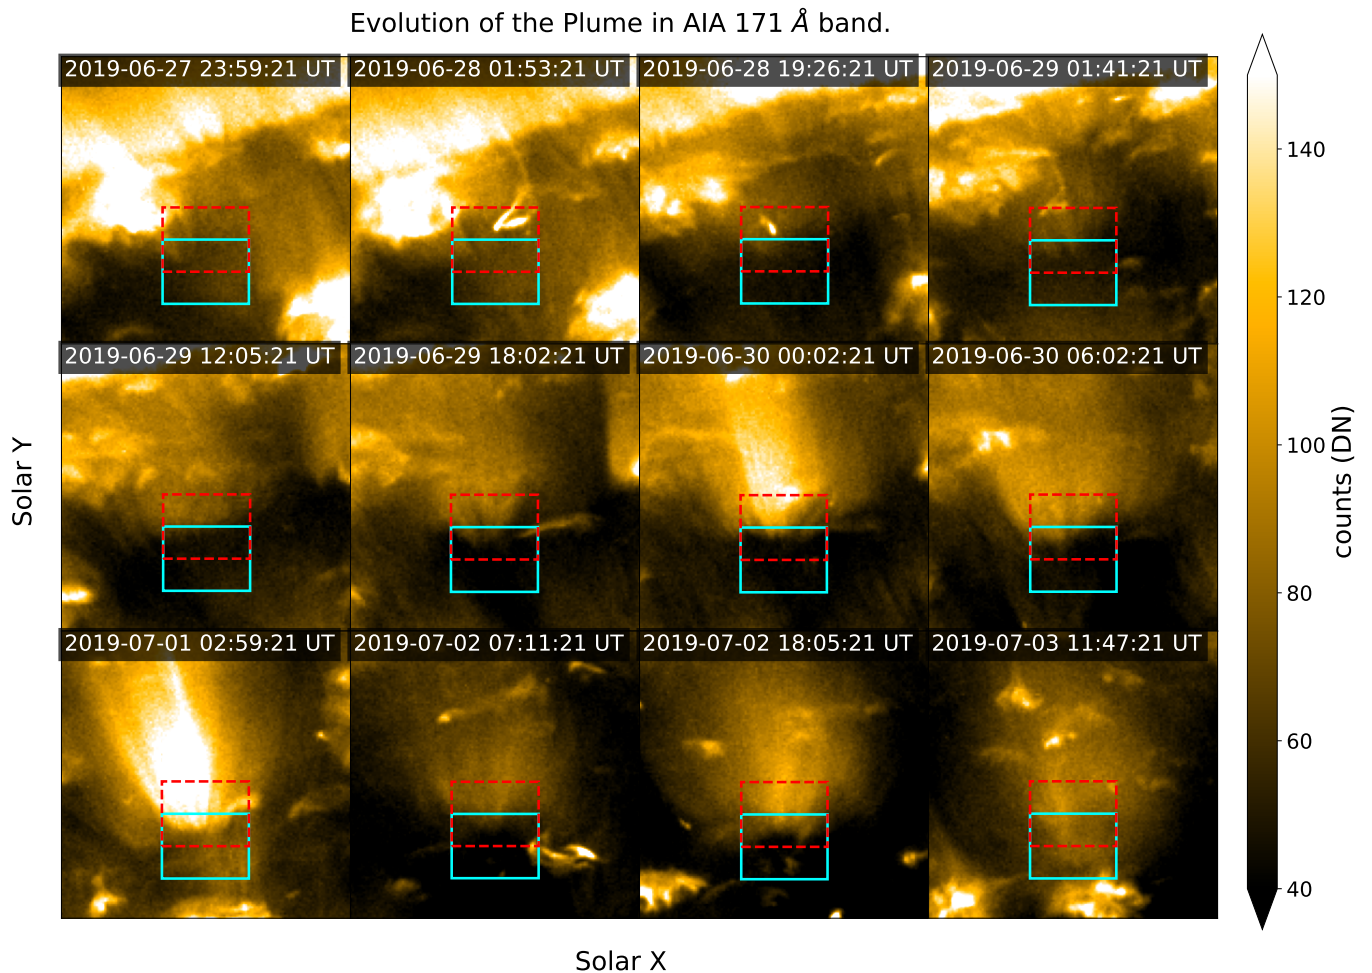 Evolution of the Plume in AIA 171 Å band.
2019-06-27 23:59:21 UT
2019-06-28 01:53:21 UT
2019-06-28 19:26:21 UT
2019-06-29 01:41:21 UT
2019-06-29 12:05:21 UT
2019-06-29 18:02:21 UT
2019-06-30 00:02:21 UT
2019-06-30 06:02:21 UT
2019-07-01 02:59:21 UT
2019-07-02 07:11:21 UT
2019-07-02 18:05:21 UT
2019-07-03 11:47:21 UT
Solar Y
Solar X
140
120
100
80
60
40
counts (DN)